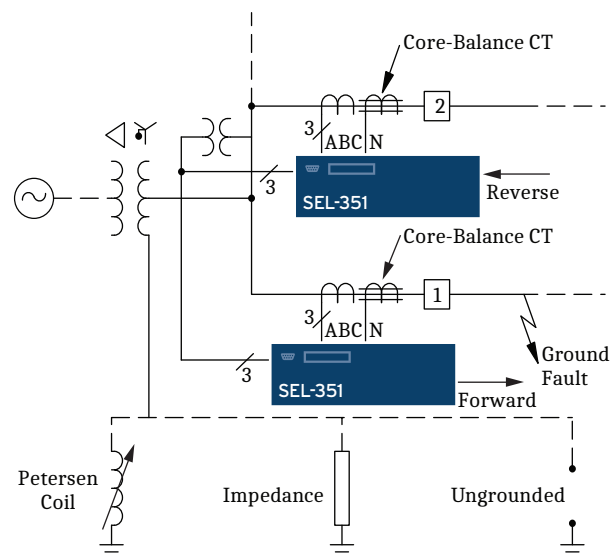 Core-Balance CT
2
3
ABC N
3
SEL-351
Reverse
Core-Balance CT
1
3
ABC N
3
SEL-351
Ground
Fault
Forward
Petersen
Coil
Impedance
Ungrounded